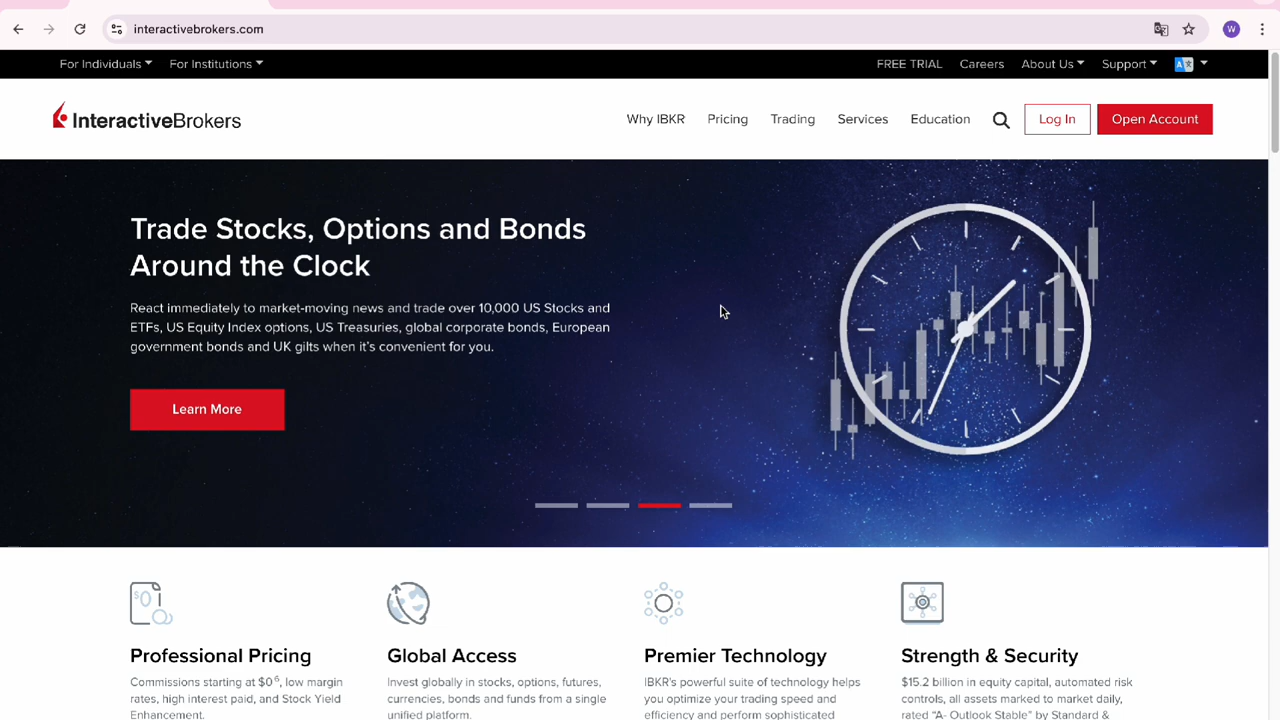 interactivebrokers.com
W
For Individuals For Institutions FREE TRIAL Careers About Us Support
InteractiveBrokers Why IBKR Pricing Trading Services Education Log In Open Account
Trade Stocks, Options and Bonds
Around the Clock
React immediately to market-moving news and trade over 10,000 US Stocks and
ETFs, US Equity Index options, US Treasuries, global corporate bonds, European
government bonds and UK gilts when it's convenient for you.
Learn More
Professional Pricing
Commissions starting at $0⁶, low margin
rates, high interest paid, and Stock Yield
Enhancement.
Global Access
Invest globally in stocks, options, futures,
currencies, bonds and funds from a single
unified platform.
Premier Technology
IBKR's powerful suite of technology helps
you optimize your trading speed and
efficiency and perform sophisticated
Strength & Security
$15.2 billion in equity capital, automated risk
controls, all assets marked to market daily,
rated “A- Outlook Stable” by Standard &